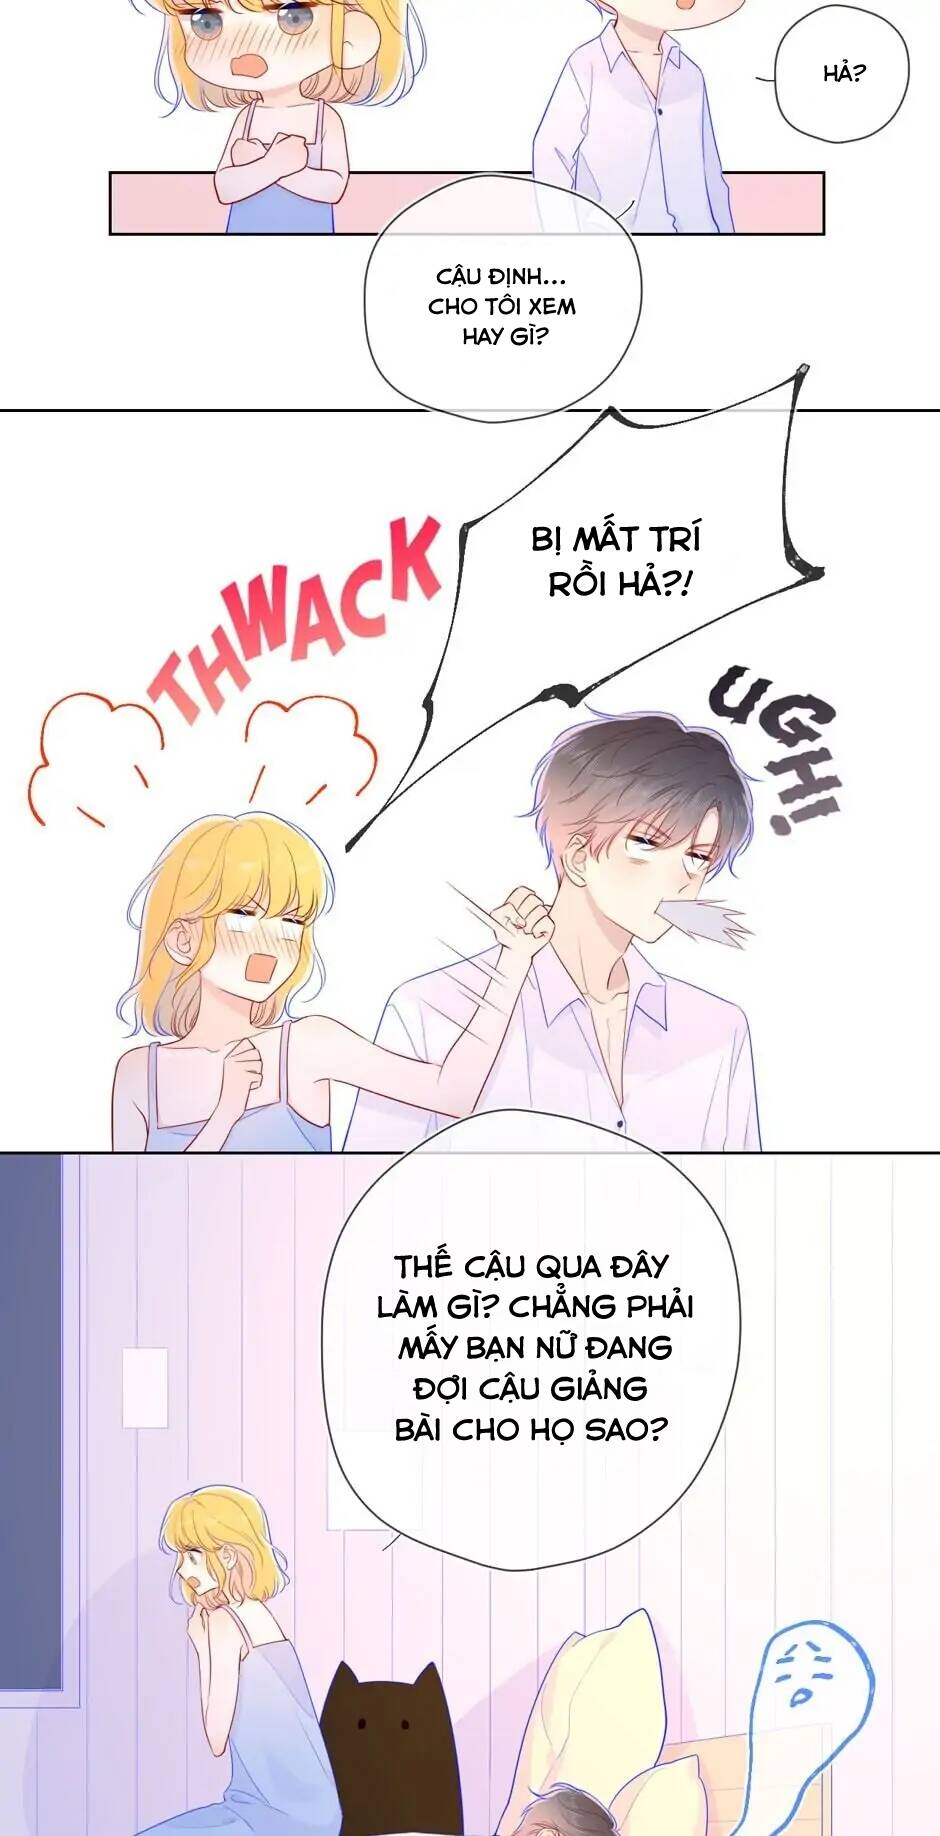 HẢ?
CẬU ĐỊNH...
CHO TÔI XEM
HAY GÌ?
BỊ MẤT TRÍ
RỒI HẢ?!
THWACK
UGH!
THẾ CẬU QUA ĐÂY
LÀM GÌ? CHẲNG PHẢI
MẤY BẠN NỮ ĐANG
ĐỢI CẬU GIẢNG
BÀI CHO HỌ SAO?